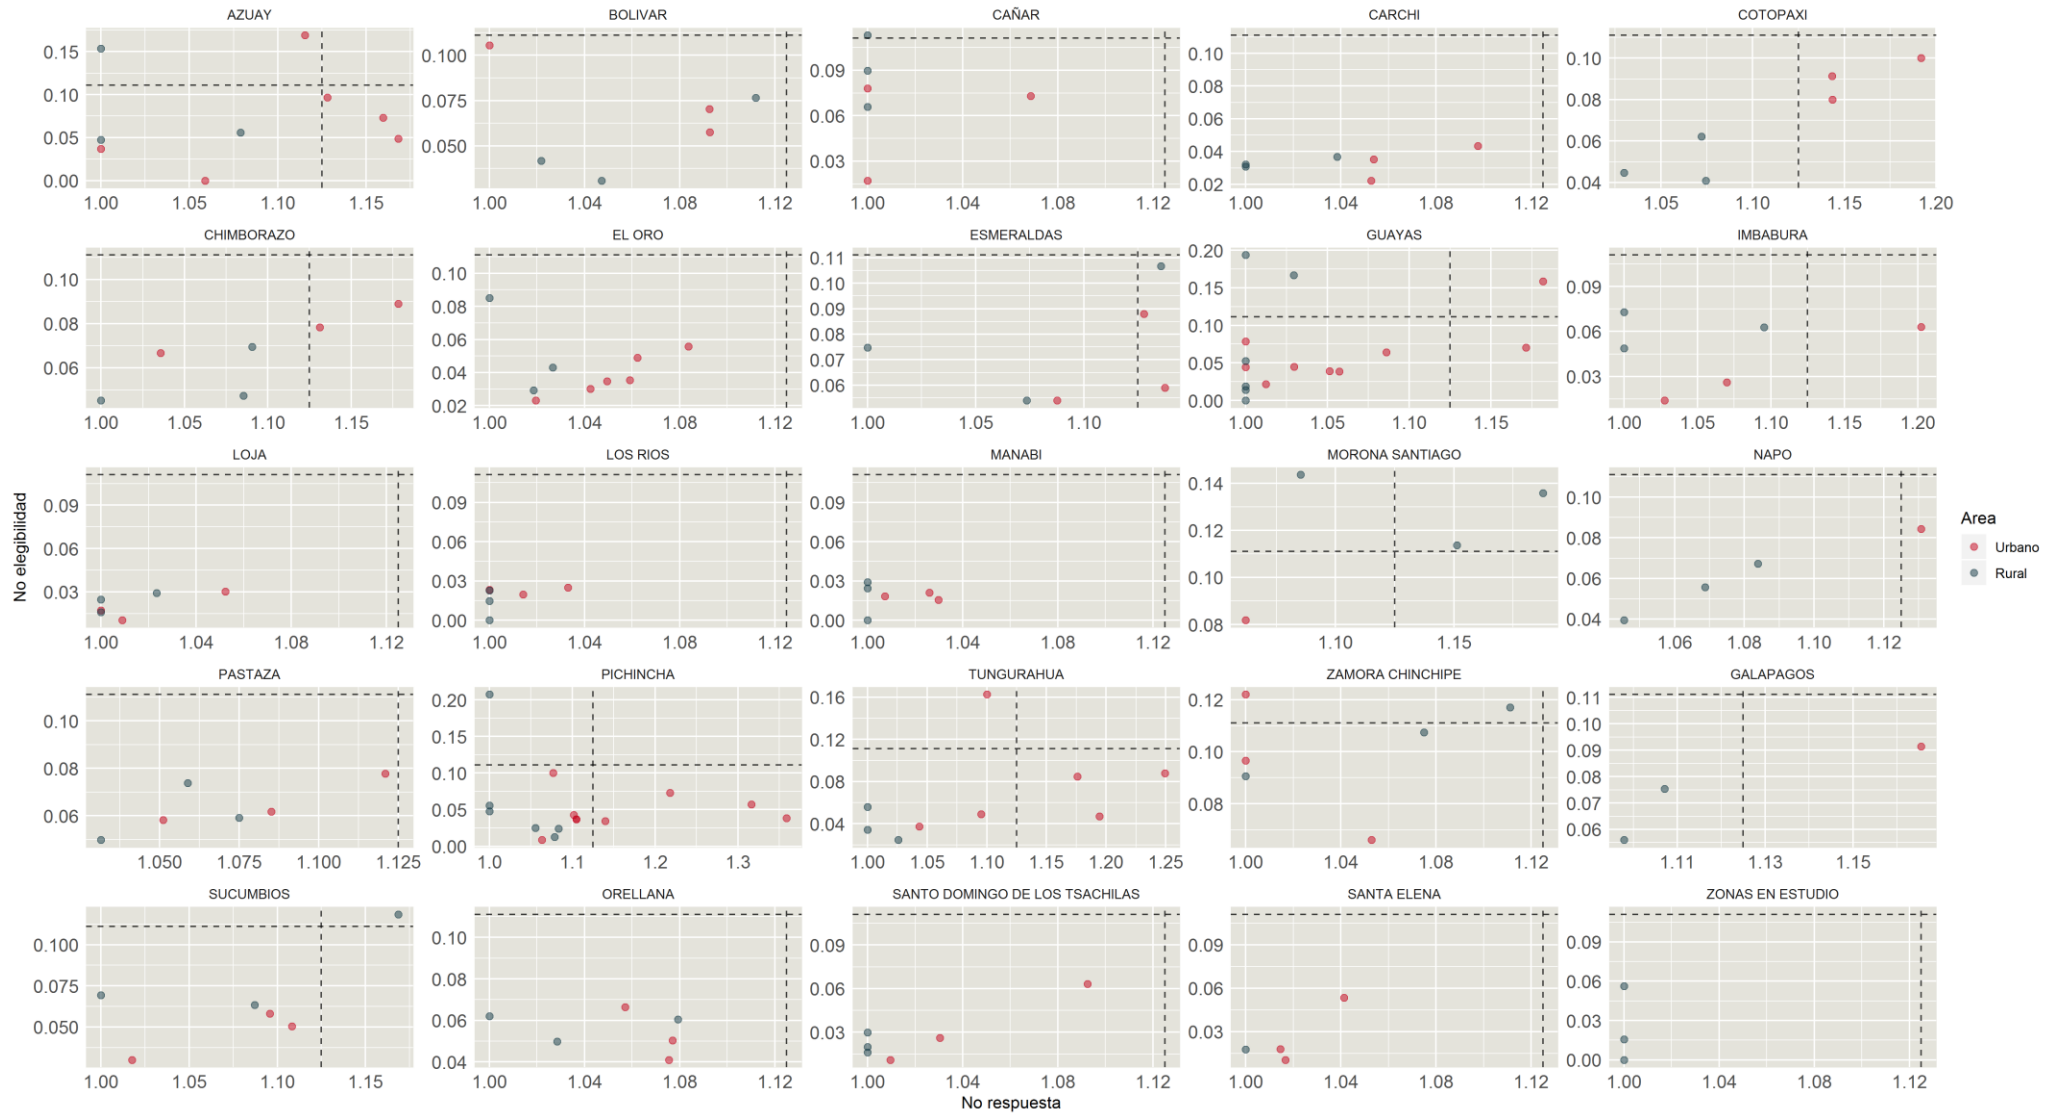 AZUAY BOLIVAR CAÑAR CARCHI COTOPAXI
0.15 0.10 0.05 0.00
0.100 0.075 0.050
0.09 0.06 0.03
0.10 0.08 0.06 0.04 0.02
0.10 0.08 0.06 0.04
1.00 1.05 1.10 1.15
1.00 1.04 1.08 1.12
1.00 1.04 1.08 1.12
1.00 1.04 1.08 1.12
1.05 1.10 1.15 1.20
CHIMBORAZO EL ORO ESMERALDAS GUAYAS IMBABURA
0.10 0.08 0.06
0.10 0.08 0.06 0.04 0.02
0.11 0.10 0.09 0.08 0.07 0.06
0.20 0.15 0.10 0.05 0.00
0.09 0.06 0.03
1.00 1.05 1.10 1.15
1.00 1.04 1.08 1.12
1.00 1.05 1.10
1.00 1.05 1.10 1.15
1.00 1.05 1.10 1.15 1.20
No elegibilidad
LOJA LOS RIOS MANABI MORONA SANTIAGO NAPO
0.09 0.06 0.03
0.09 0.06 0.03 0.00
0.09 0.06 0.03 0.00
0.14 0.12 0.10 0.08
0.10 0.08 0.06 0.04
1.00 1.04 1.08 1.12
1.00 1.04 1.08 1.12
1.00 1.04 1.08 1.12
1.10 1.15
1.06 1.08 1.10 1.12
Area
Urbano
Rural
PASTAZA PICHINCHA TUNGURAHUA ZAMORA CHINCHIPE GALAPAGOS
0.10 0.08 0.06
0.20 0.15 0.10 0.05 0.00
0.16 0.12 0.08 0.04
0.12 0.10 0.08
0.11 0.10 0.09 0.08 0.07 0.06
1.050 1.075 1.100 1.125
1.0 1.1 1.2 1.3
1.00 1.05 1.10 1.15 1.20 1.25
1.00 1.04 1.08 1.12
1.11 1.13 1.15
SUCUMBIOS ORELLANA SANTO DOMINGO DE LOS TSACHILAS SANTA ELENA ZONAS EN ESTUDIO
0.100 0.075 0.050
0.10 0.08 0.06 0.04
0.09 0.06 0.03
0.09 0.06 0.03
0.09 0.06 0.03 0.00
1.00 1.05 1.10 1.15
1.00 1.04 1.08 1.12
1.00 1.04 1.08 1.12
1.00 1.04 1.08 1.12
1.00 1.04 1.08 1.12
No respuesta